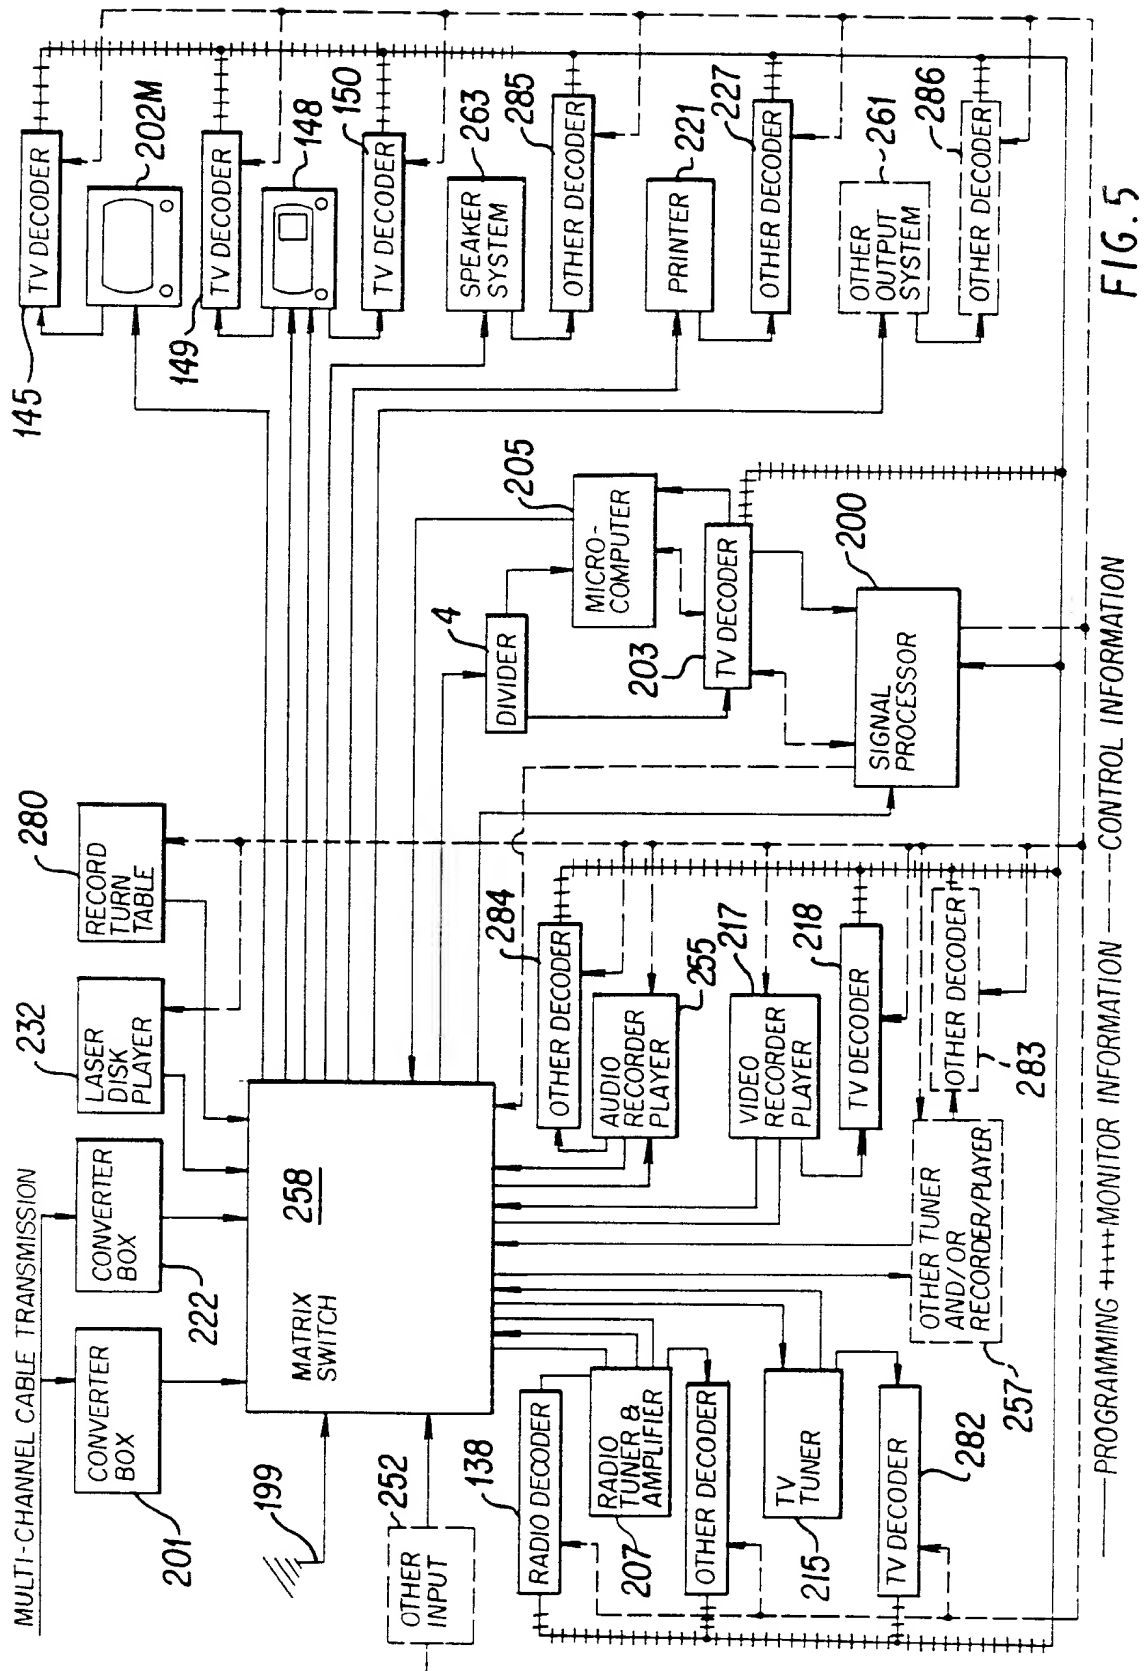 MULTI-CHANNEL CABLE TRANSMISSION
201
CONVERTER
BOX
222
CONVERTER
BOX
232
LASER
DISK
PLAYER
280
RECORD
TURN
TABLE
199
252
OTHER
INPUT
MATRIX
SWITCH
258
138
RADIO DECODER
207
RADIO
TUNER &
AMPLIFIER
OTHER DECODER
215
TV
TUNER
TV DECODER
282
284
OTHER DECODER
AUDIO
RECORDER
PLAYER
255
VIDEO
RECORDER
PLAYER
217
TV DECODER
218
OTHER DECODER
283
OTHER TUNER
AND/OR
RECORDER/PLAYER
257
4
DIVIDER
205
MICRO-
COMPUTER
203
TV DECODER
200
SIGNAL
PROCESSOR
145
TV DECODER
202M
149
TV DECODER
148
TV DECODER
150
SPEAKER
SYSTEM
263
OTHER DECODER
285
PRINTER
221
OTHER DECODER
227
OTHER
OUTPUT
SYSTEM
261
OTHER DECODER
286
PROGRAMMING MONITOR INFORMATION CONTROL INFORMATION
FIG. 5